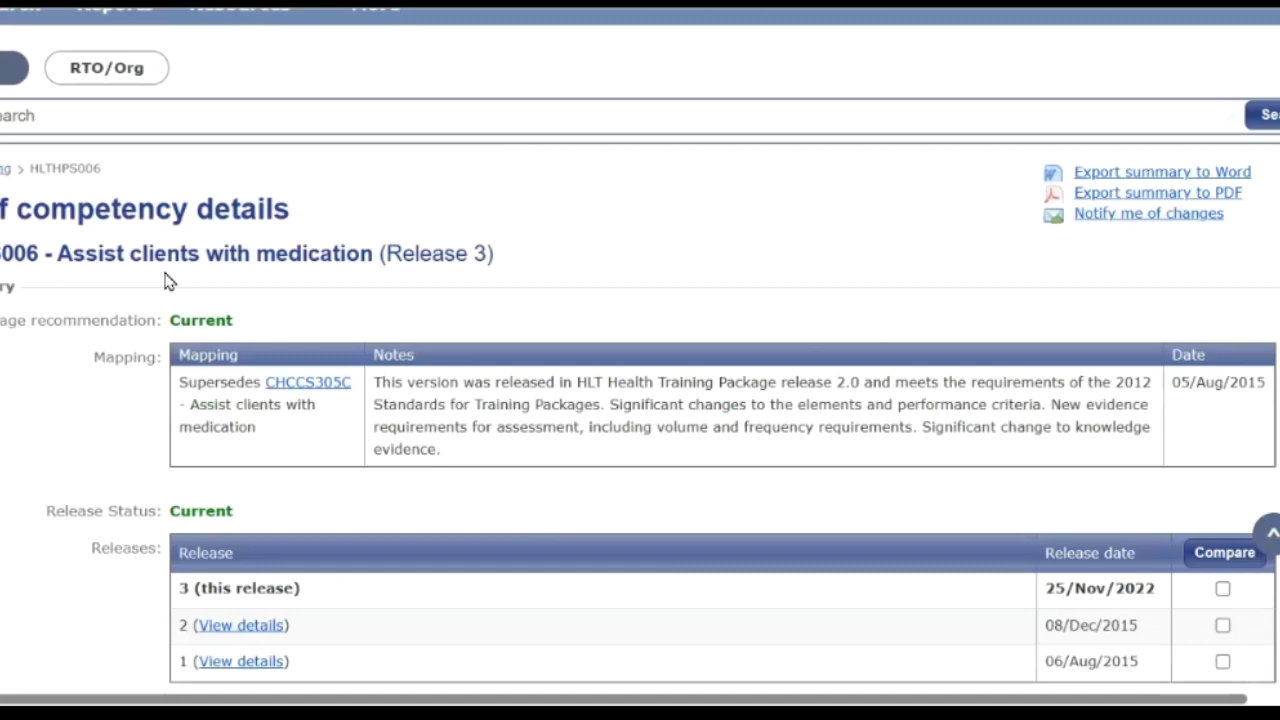 RTO/Org
earch
ng > HLTHPS006
Export summary to Word
Export summary to PDF
Notify me of changes
f competency details
006 - Assist clients with medication (Release 3)
ry
age recommendation: Current
Mapping:
Mapping Notes Date
Supersedes CHCCS305C - Assist clients with medication
This version was released in HLT Health Training Package release 2.0 and meets the requirements of the 2012
Standards for Training Packages. Significant changes to the elements and performance criteria. New evidence
requirements for assessment, including volume and frequency requirements. Significant change to knowledge
evidence.
05/Aug/2015
Release Status: Current
Releases:
Release Release date Compare
3 (this release) 25/Nov/2022
2 (View details) 08/Dec/2015
1 (View details) 06/Aug/2015